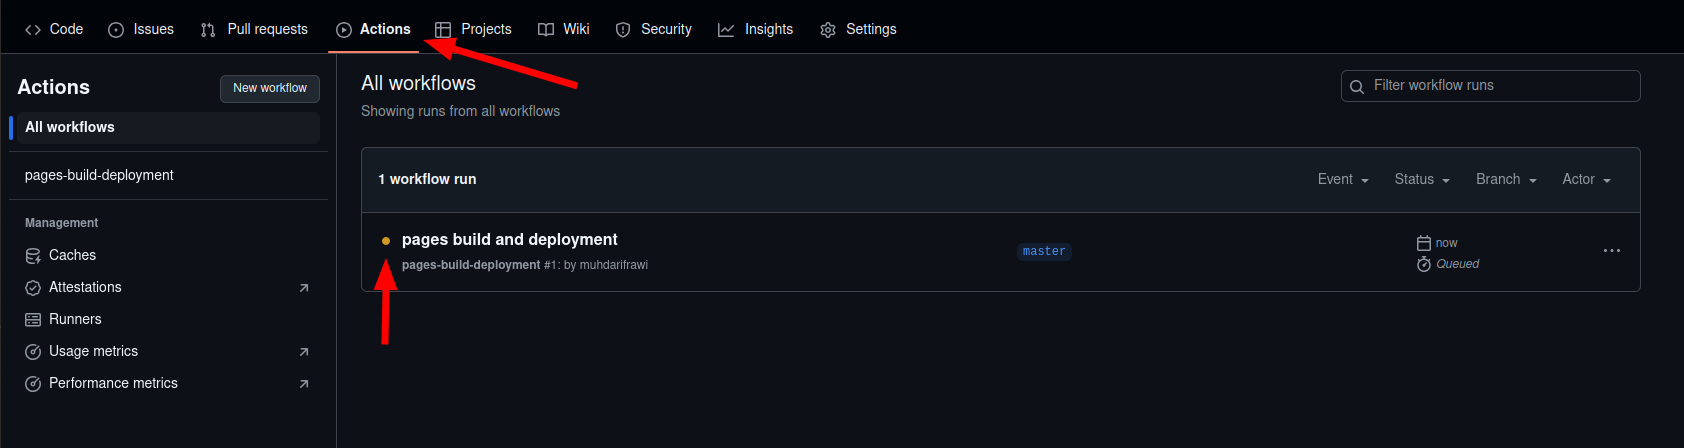 Code Issues Pull requests Actions Projects Wiki Security Insights Settings
Actions
New workflow
All workflows
pages-build-deployment
Management
Caches
Attestations
Runners
Usage metrics
Performance metrics
All workflows
Showing runs from all workflows
Filter workflow runs
1 workflow run
Event Status Branch Actor
pages build and deployment
pages-build-deployment #1: by muhdarifrawi
master
now
Queued